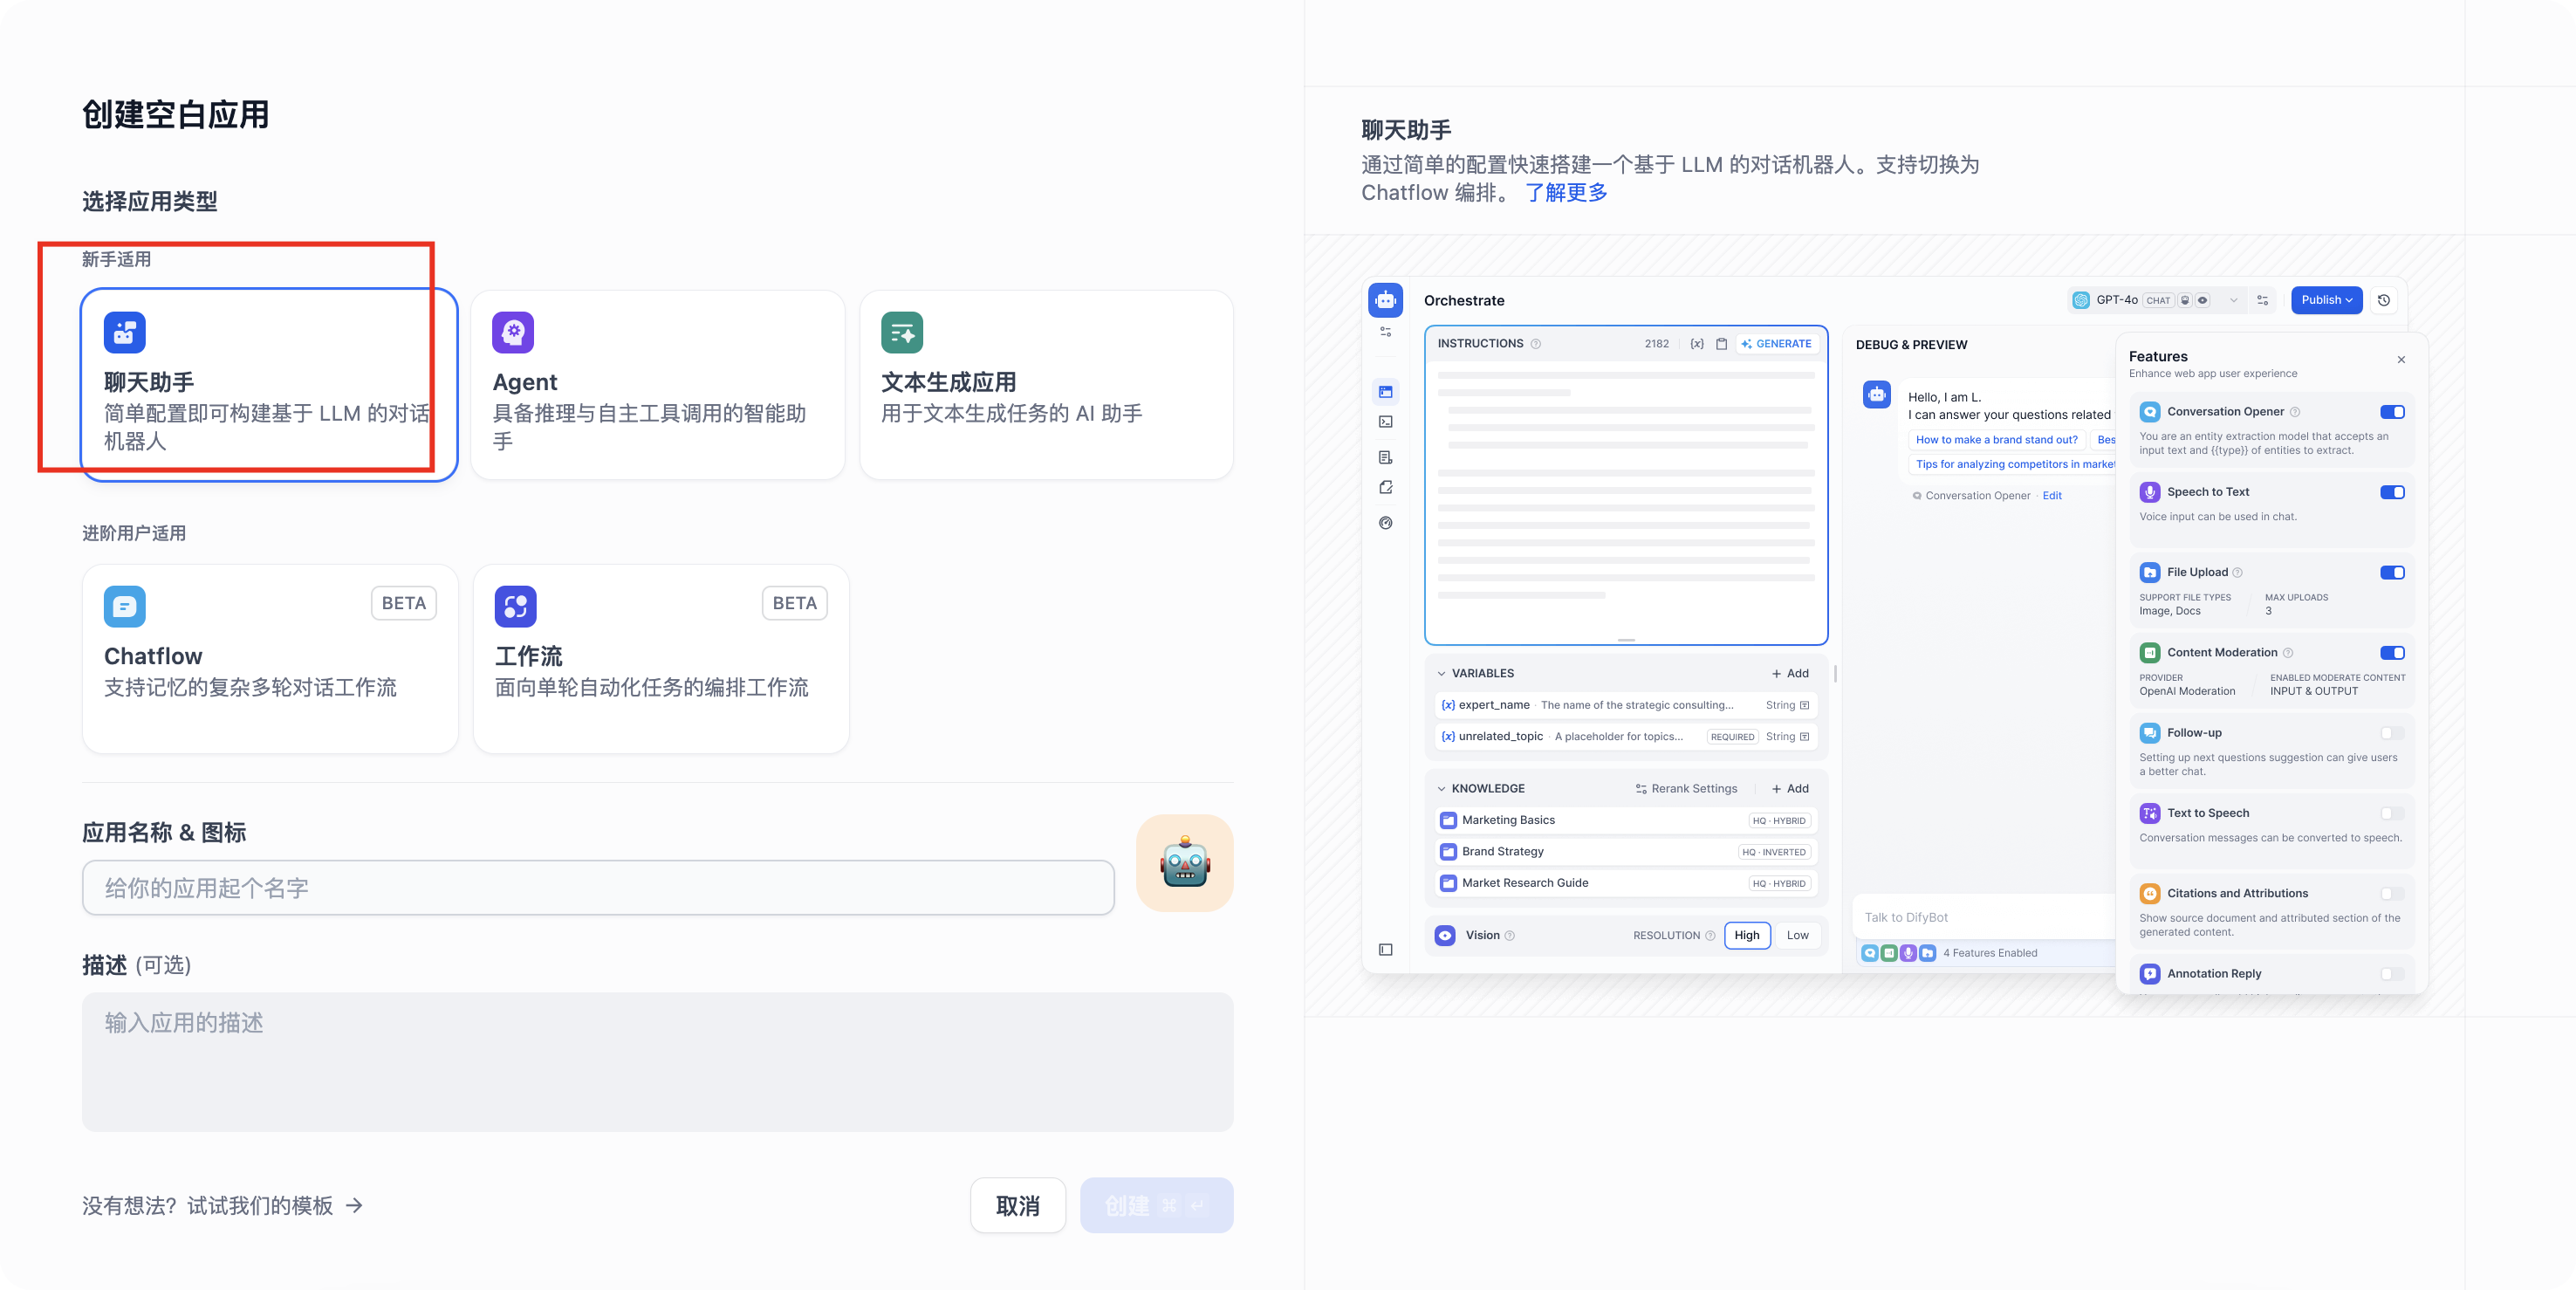 创建空白应用
选择应用类型
新手适用
聊天助手
简单配置即可构建基于 LLM 的对话
机器人
Agent
具备推理与自主工具调用的智能助
手
文本生成应用
用于文本生成任务的 AI 助手
进阶用户适用
BETA
Chatflow
支持记忆的复杂多轮对话工作流
BETA
工作流
面向单轮自动化任务的编排工作流
应用名称 & 图标
给你的应用起个名字
描述 (可选)
输入应用的描述
没有想法？试试我们的模板 →
取消
创建 ⌘ ↵
聊天助手
通过简单的配置快速搭建一个基于 LLM 的对话机器人。支持切换为
Chatflow 编排。 了解更多
Orchestrate
GPT-4o CHAT
Publish
INSTRUCTIONS 2182 {x} GENERATE
VARIABLES + Add
{x} expert_name · The name of the strategic consulting... String
{x} unrelated_topic · A placeholder for topics... REQUIRED String
KNOWLEDGE Rerank Settings + Add
Marketing Basics HQ · HYBRID
Brand Strategy HQ · INVERTED
Market Research Guide HQ · HYBRID
Vision RESOLUTION High Low
DEBUG & PREVIEW
Hello, I am L.
I can answer your questions related
How to make a brand stand out? Bes
Tips for analyzing competitors in market
Conversation Opener · Edit
Talk to DifyBot
4 Features Enabled
Features
Enhance web app user experience
Conversation Opener
You are an entity extraction model that accepts an
input text and {{type}} of entities to extract.
Speech to Text
Voice input can be used in chat.
File Upload
SUPPORT FILE TYPES MAX UPLOADS
Image, Docs 3
Content Moderation
PROVIDER ENABLED MODERATE CONTENT
OpenAI Moderation INPUT & OUTPUT
Follow-up
Setting up next questions suggestion can give users
a better chat.
Text to Speech
Conversation messages can be converted to speech.
Citations and Attributions
Show source document and attributed section of the
generated content.
Annotation Reply